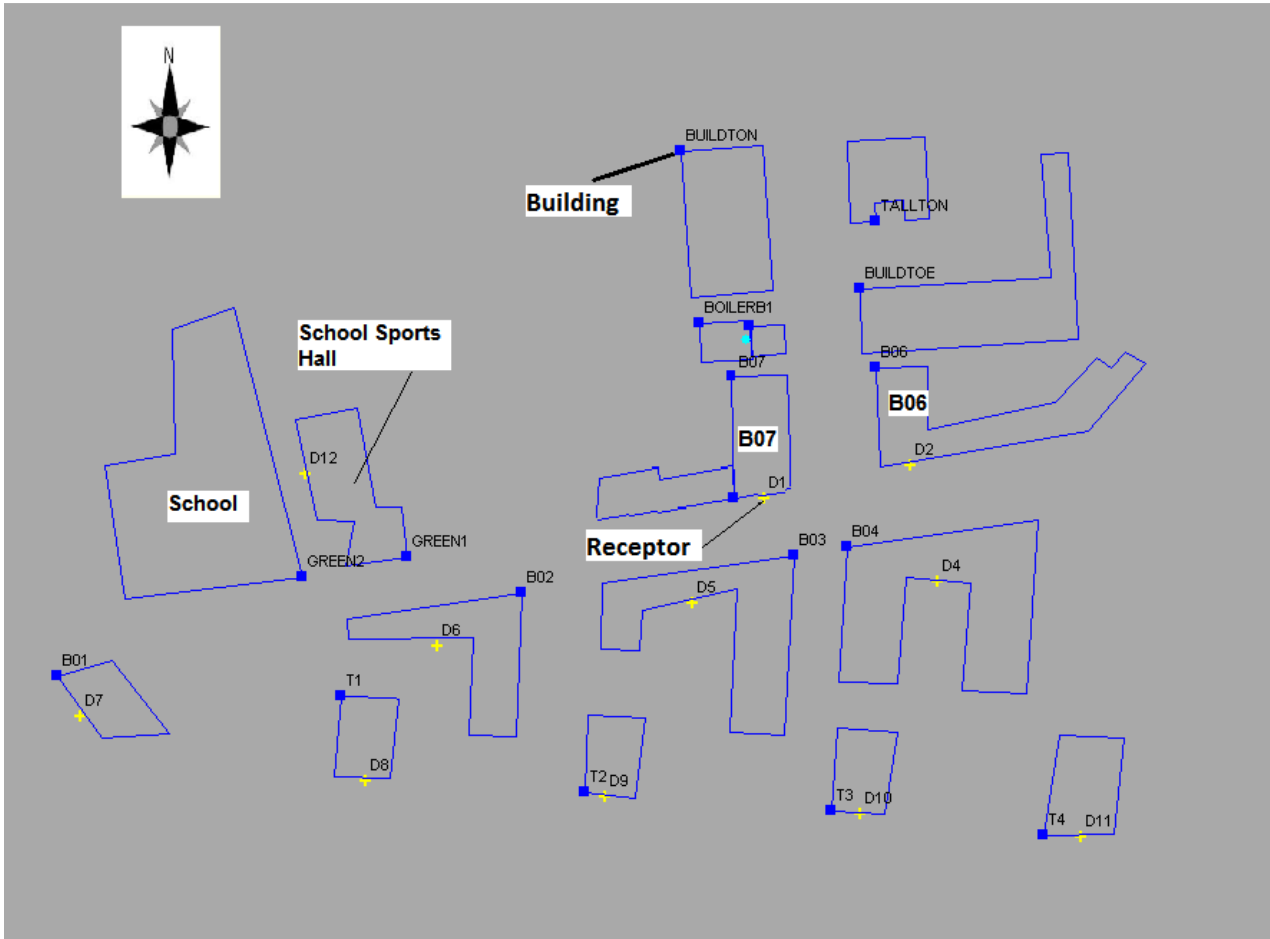 N
BUILDTON
Building
TALLTON
BUILDTOE
BOILERB1
School Sports
Hall
B07
B06
B06
B07
D12
D2
School
D1
GREEN1
Receptor
B03
B04
GREEN2
D4
B02
D5
D6
B01
T1
D7
D8
T2
D9
T3
D10
T4
D11